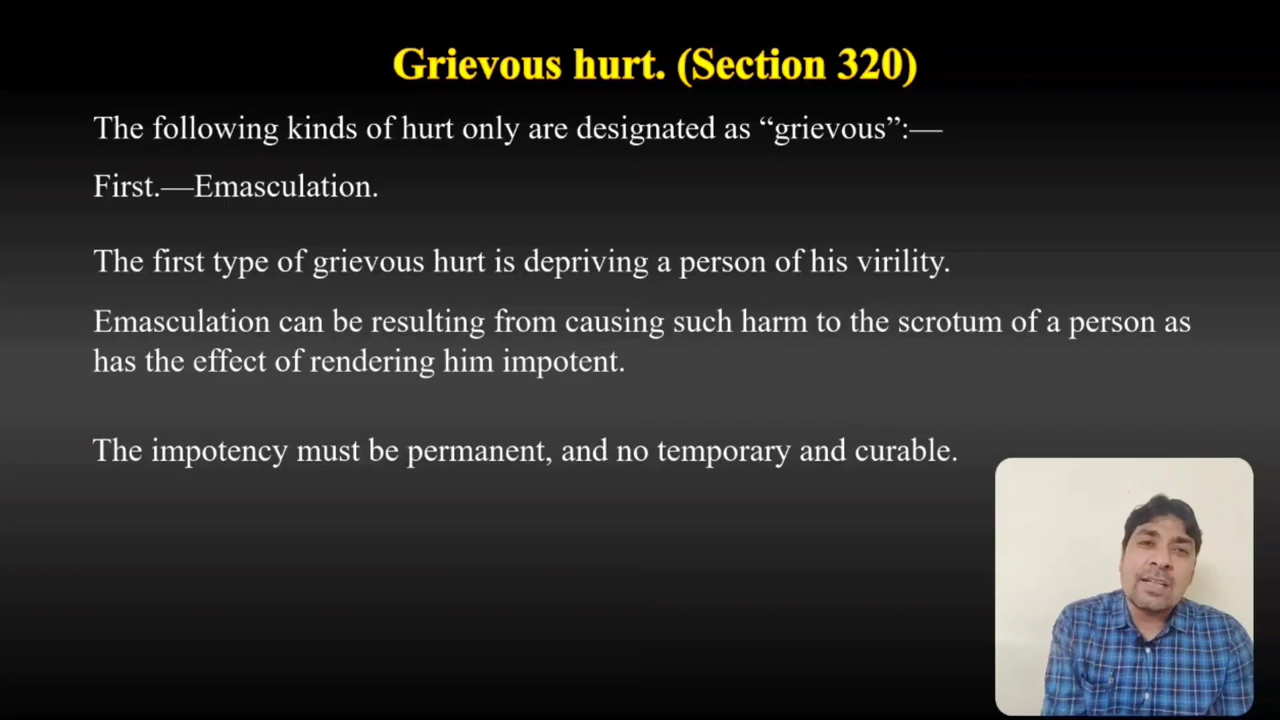 Grievous hurt. (Section 320)
The following kinds of hurt only are designated as “grievous”:—
First.—Emasculation.
The first type of grievous hurt is depriving a person of his virility.
Emasculation can be resulting from causing such harm to the scrotum of a person as
has the effect of rendering him impotent.
The impotency must be permanent, and no temporary and curable.